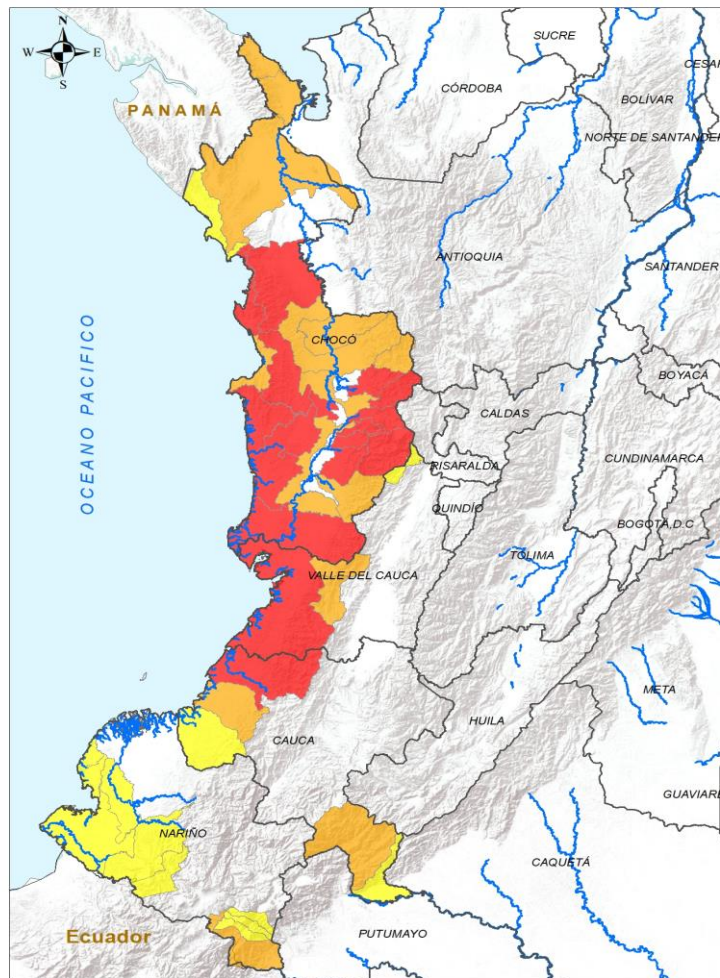 N
W E
S
SUCRE
CESAR
CÓRDOBA
BOLÍVAR
PANAMÁ
NORTE DE SANTANDER
ANTIOQUIA
SANTANDER
OCEANO PACIFICO
CHOCÓ
BOYACA
CALDAS
CUNDINAMARCA
RISARALDA
QUINDÍO
BOGOTÁ, D.C
TOLIMA
VALLE DEL CAUCA
META
HUILA
CAUCA
GUAVIARE
NARIÑO
CAQUETÁ
Ecuador
PUTUMAYO